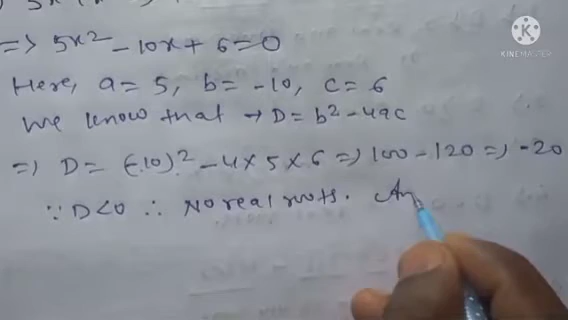 => 5x² - 10x + 6 = 0
KINEMASTER
Here, a = 5, b = -10, c = 6
We know that → D = b² - 4ac
=> D = (-10)² - 4 × 5 × 6 => 100 - 120 => -20
∵ D < 0 ∴ No real roots. An